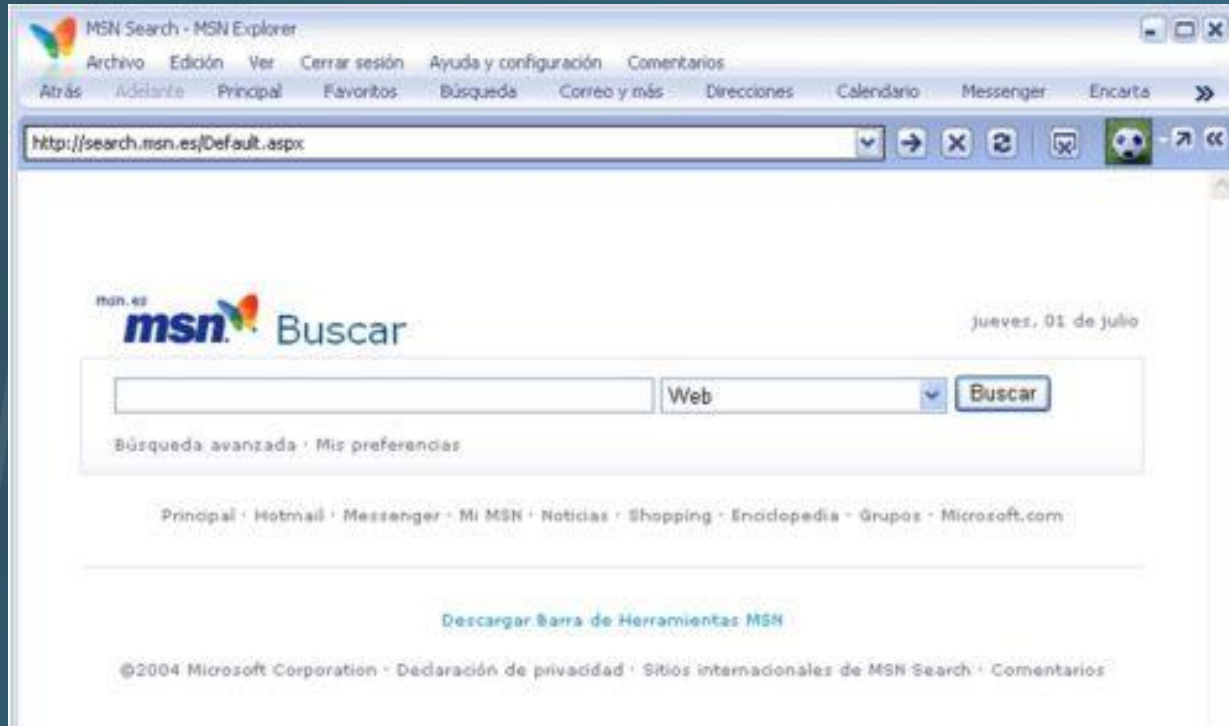 MSN Search - MSN Explorer
Archivo Edición Ver Cerrar sesión Ayuda y configuración Comentarios
Atrás Adelante Principal Favoritos Búsqueda Correo y más Direcciones Calendario Messenger Encarta »
http://search.msn.es/Default.aspx
msn.es
msn Buscar
jueves, 01 de julio
Web
Buscar
Búsqueda avanzada · Mis preferencias
Principal · Hotmail · Messenger · Mi MSN · Noticias · Shopping · Enciclopedia · Grupos · Microsoft.com
Descargar Barra de Herramientas MSN
©2004 Microsoft Corporation · Declaración de privacidad · Sitios internacionales de MSN Search · Comentarios